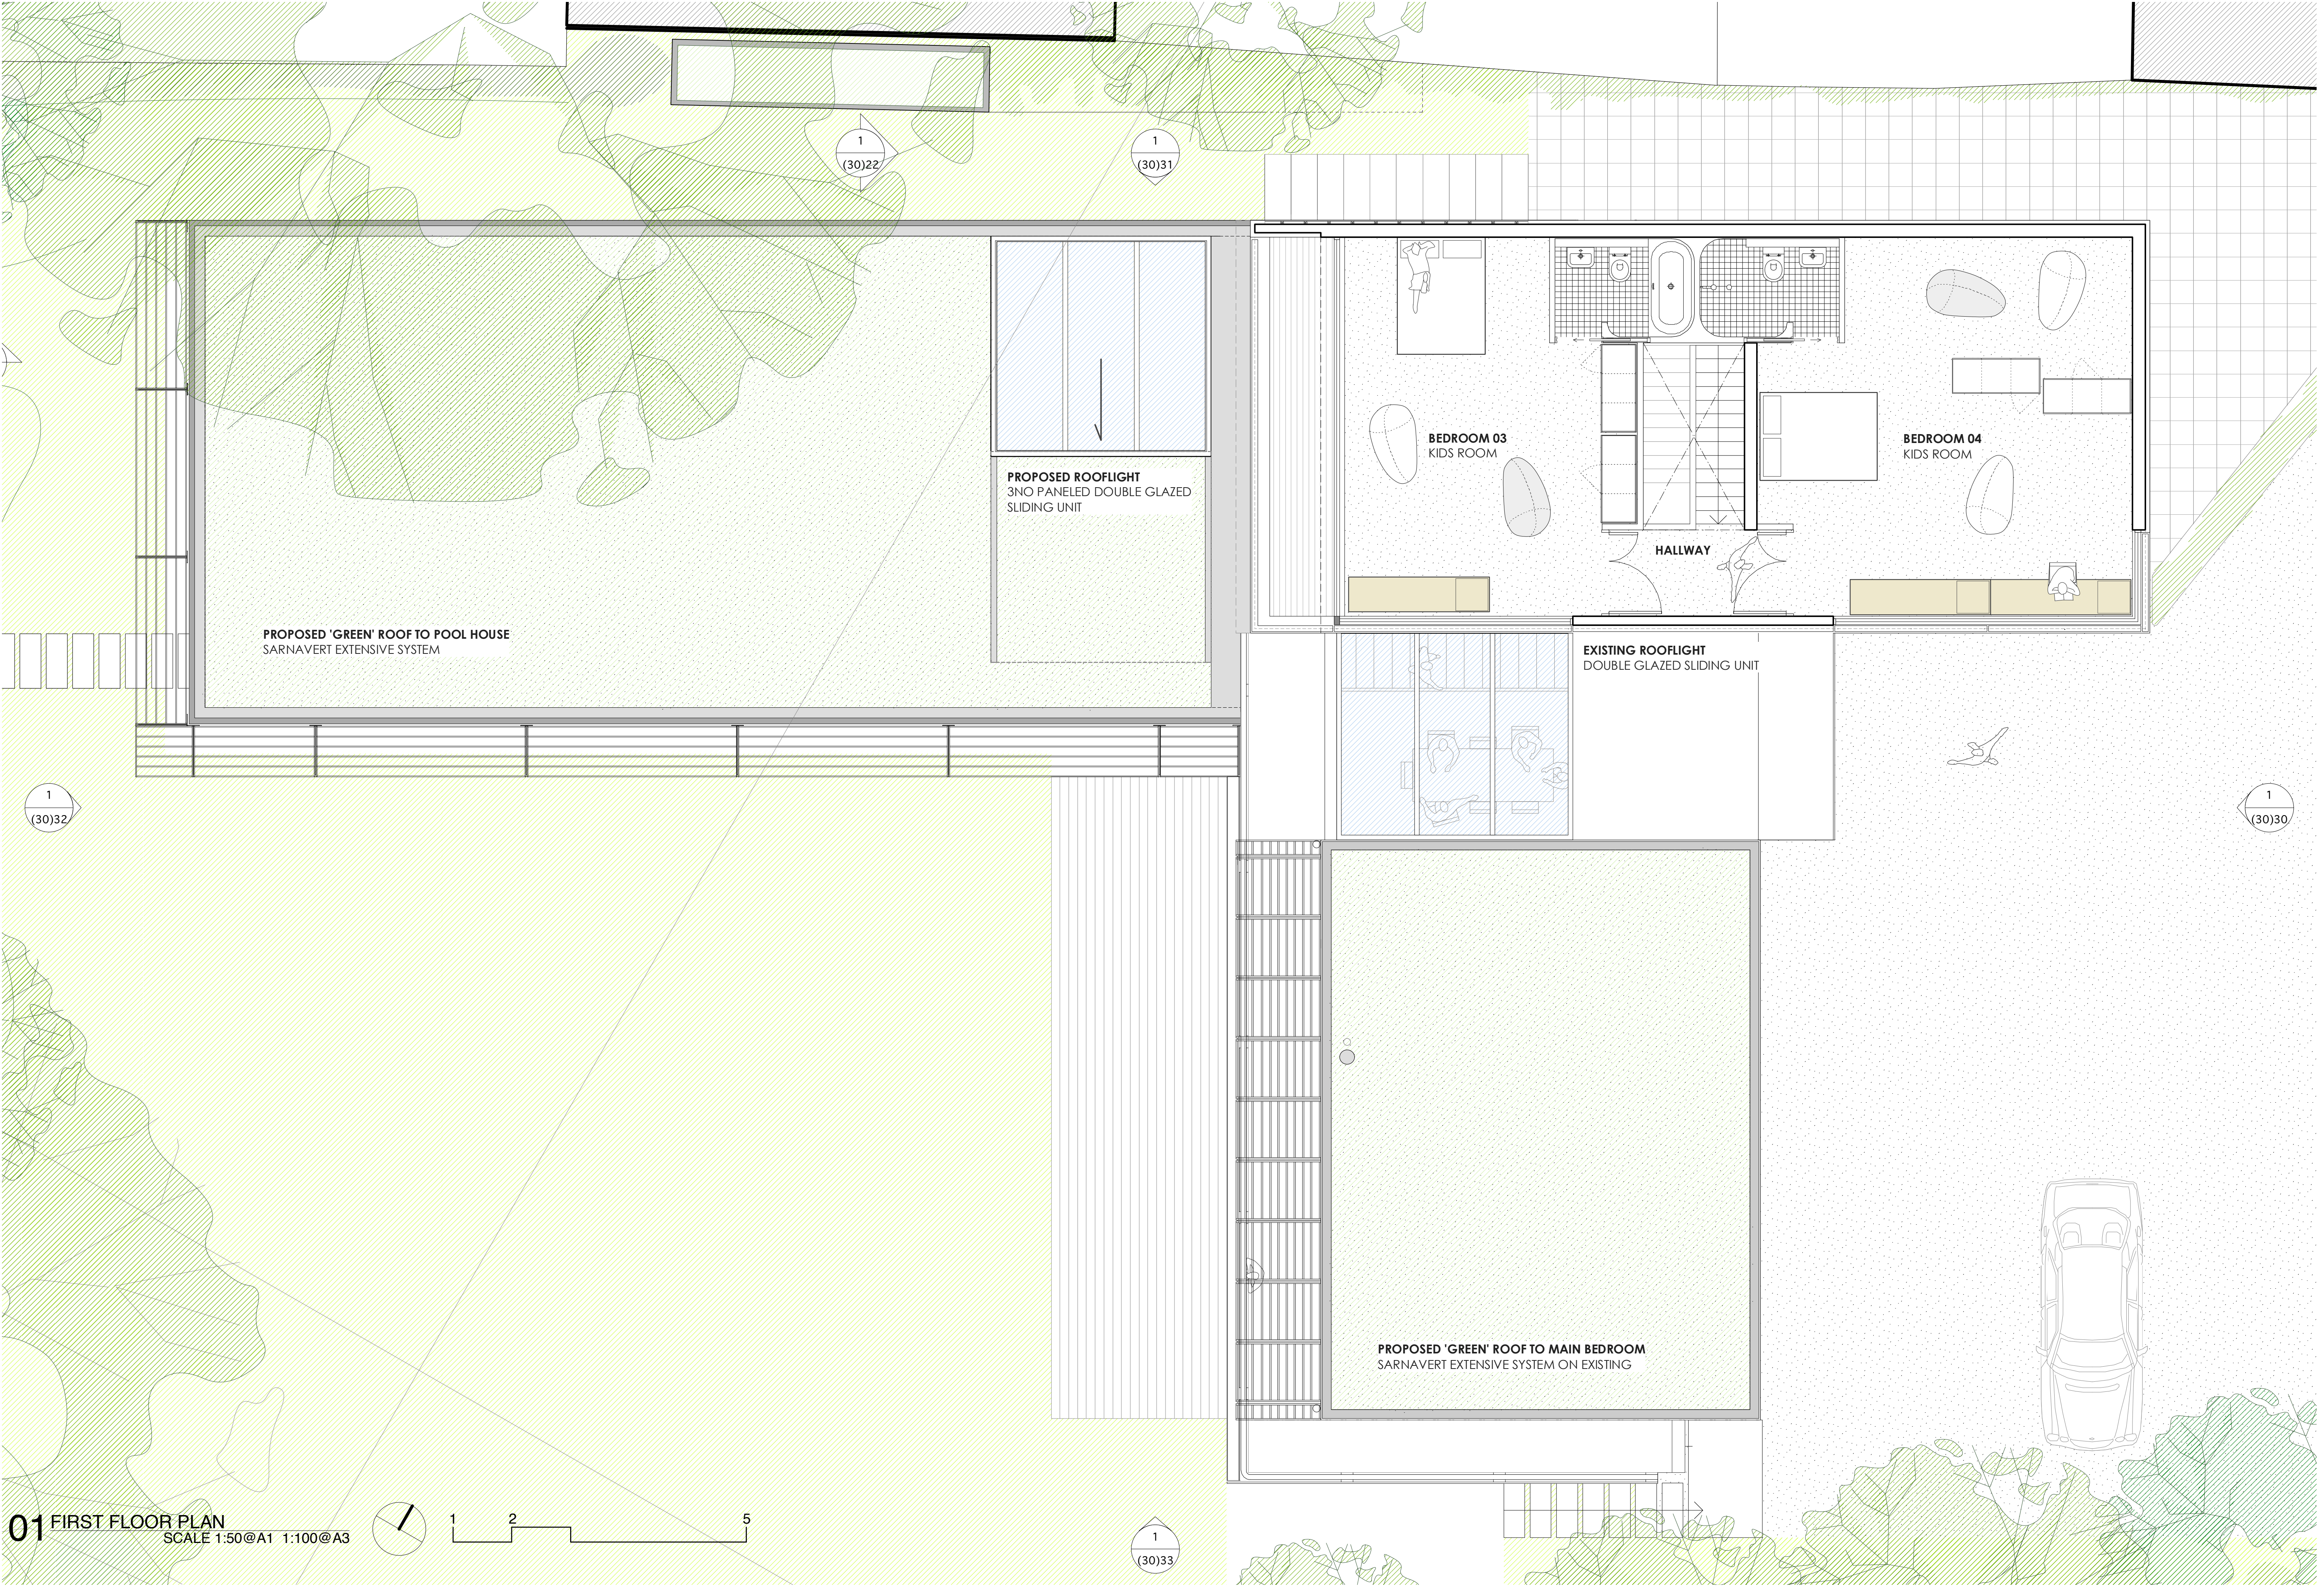 1
(30)22
1
(30)31
BEDROOM 03
KIDS ROOM
BEDROOM 04
KIDS ROOM
PROPOSED ROOFLIGHT
3NO PANELED DOUBLE GLAZED
SLIDING UNIT
HALLWAY
PROPOSED 'GREEN' ROOF TO POOL HOUSE
SARNAVERT EXTENSIVE SYSTEM
EXISTING ROOFLIGHT
DOUBLE GLAZED SLIDING UNIT
1
(30)32
1
(30)30
PROPOSED 'GREEN' ROOF TO MAIN BEDROOM
SARNAVERT EXTENSIVE SYSTEM ON EXISTING
01 FIRST FLOOR PLAN
SCALE 1:50@A1 1:100@A3
1 2 5
1
(30)33